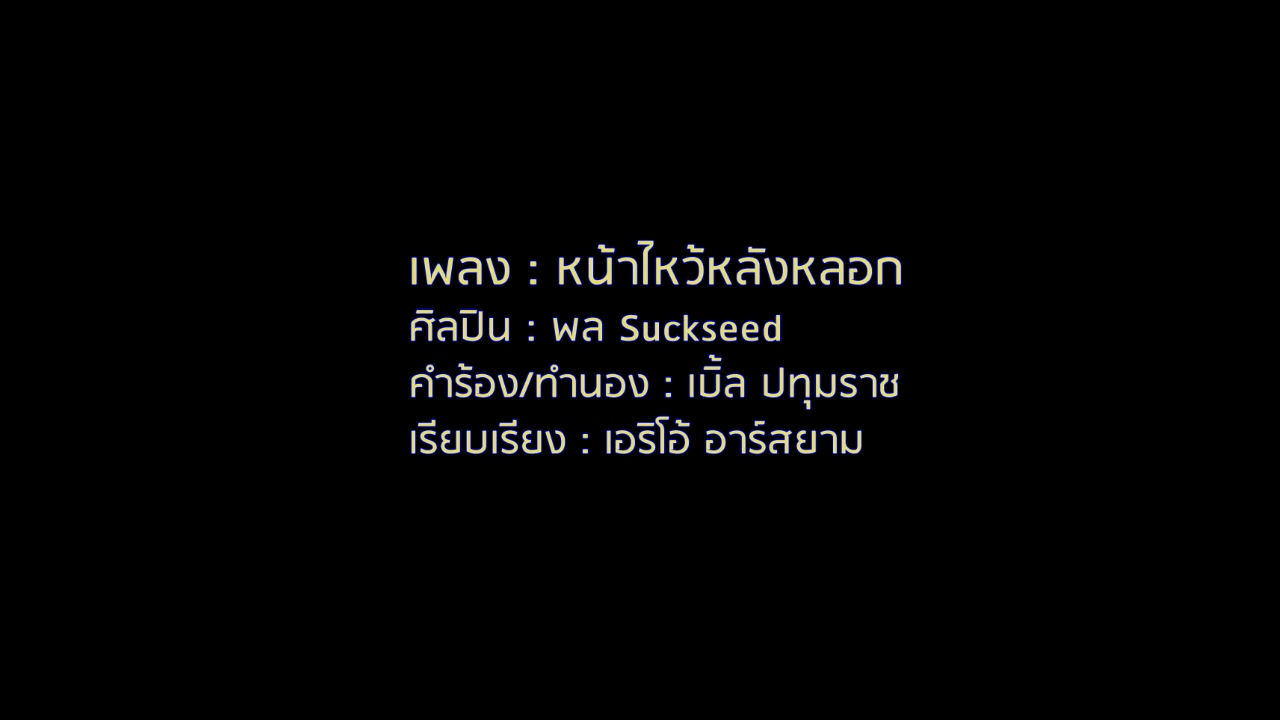 เพลง : หน้าไหว้หลังหลอก
ศิลปิน : พล Suckseed
คำร้อง/ทำนอง : เบิ้ล ปทุมราช
เรียบเรียง : เอริโอ้ อาร์สยาม